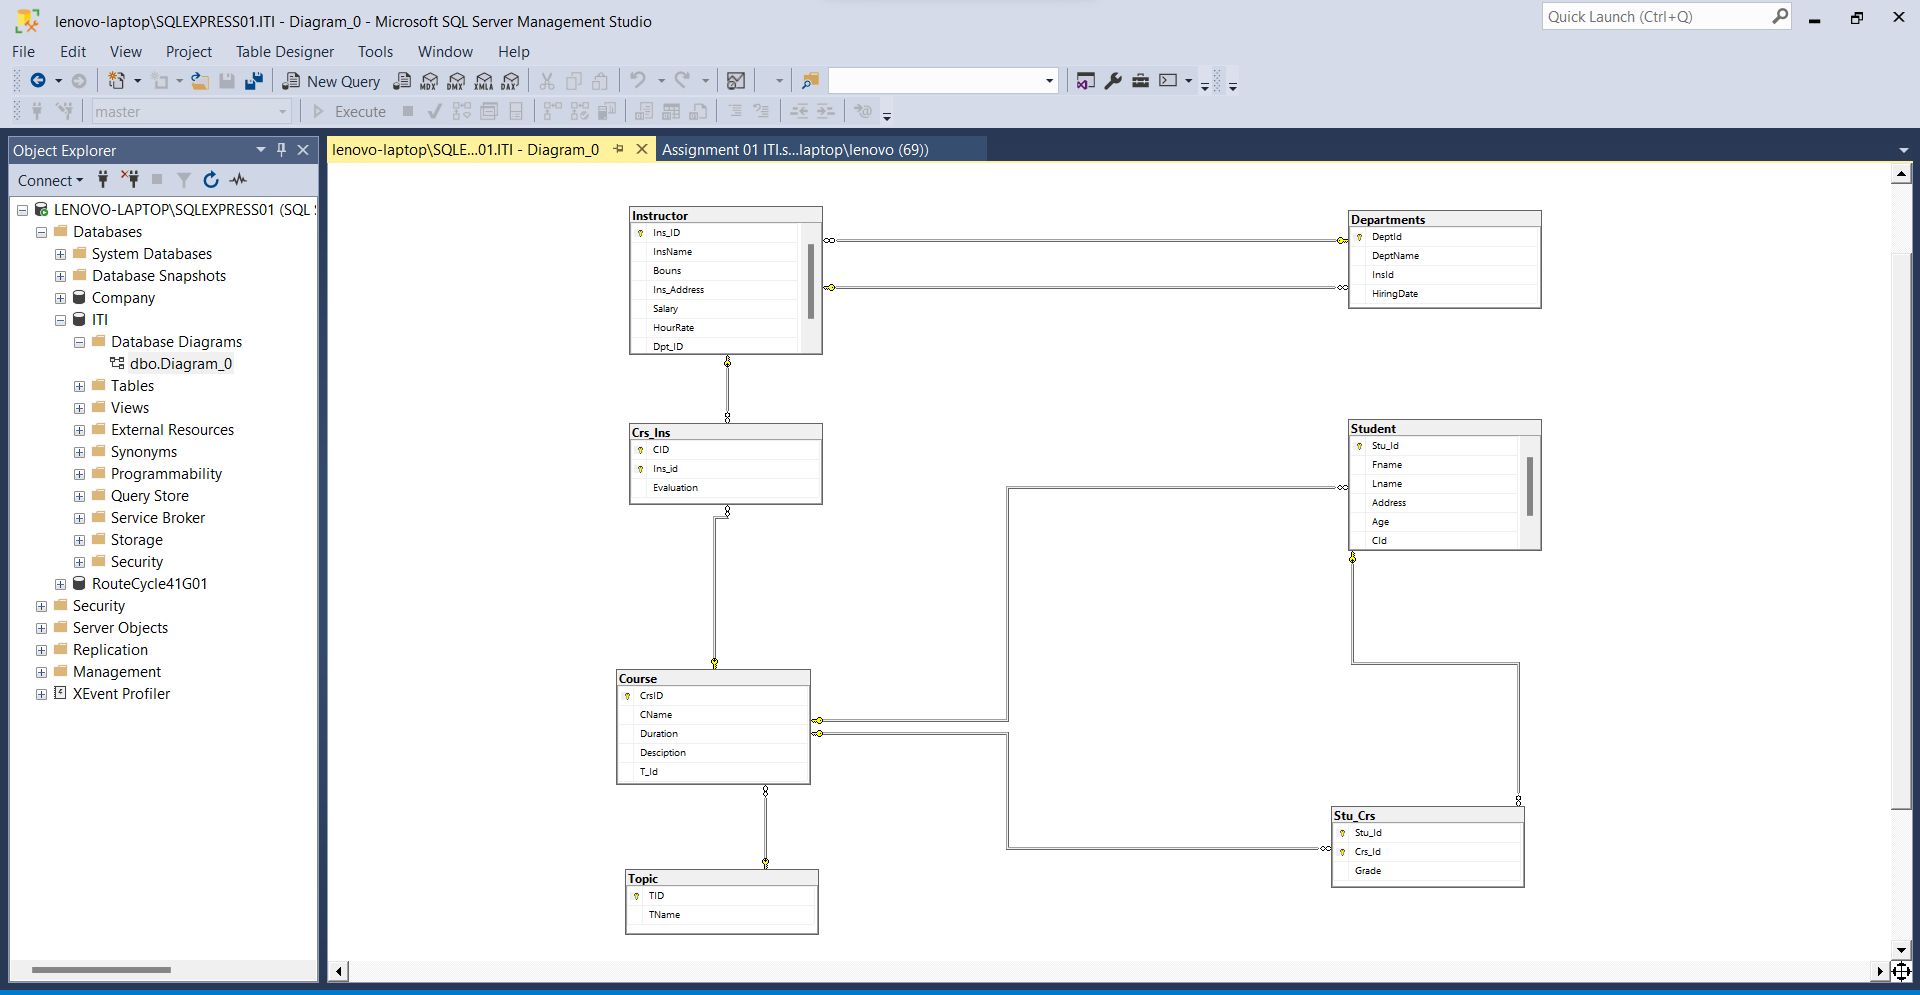 lenovo-laptop\SQLEXPRESS01.ITI - Diagram_0 - Microsoft SQL Server Management Studio
Quick Launch (Ctrl+Q)
File Edit View Project Table Designer Tools Window Help
New Query MDX DMX XMLA DAX
master Execute
Object Explorer
lenovo-laptop\SQLE...01.ITI - Diagram_0
Assignment 01 ITI.s...laptop\lenovo (69))
Connect
LENOVO-LAPTOP\SQLEXPRESS01 (SQL S
Databases
System Databases
Database Snapshots
Company
ITI
Database Diagrams
dbo.Diagram_0
Tables
Views
External Resources
Synonyms
Programmability
Query Store
Service Broker
Storage
Security
RouteCycle41G01
Security
Server Objects
Replication
Management
XEvent Profiler
Instructor
Ins_ID
InsName
Bouns
Ins_Address
Salary
HourRate
Dpt_ID
Departments
DeptId
DeptName
InsId
HiringDate
Crs_Ins
CID
Ins_id
Evaluation
Student
Stu_Id
Fname
Lname
Address
Age
CId
Course
CrsID
CName
Duration
Desciption
T_Id
Stu_Crs
Stu_Id
Crs_Id
Grade
Topic
TID
TName